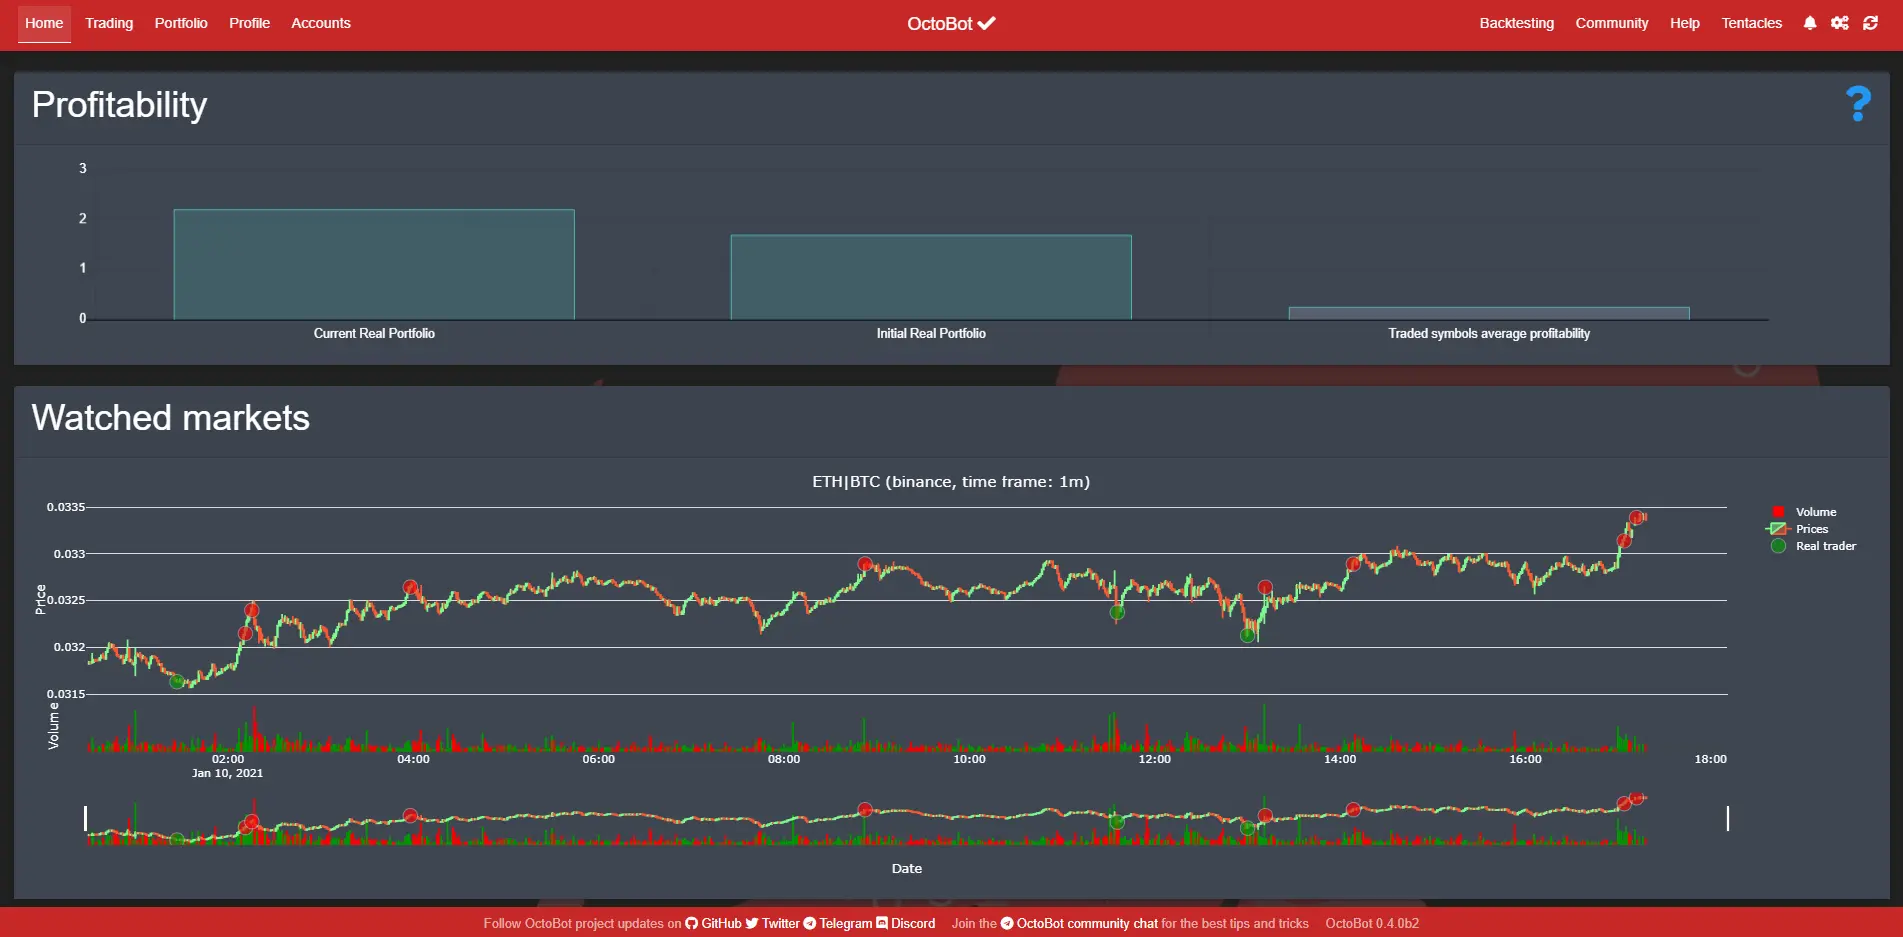 Home Trading Portfolio Profile Accounts OctoBot Backtesting Community Help Tentacles
Profitability
?
3
2
1
0
Current Real Portfolio Initial Real Portfolio Traded symbols average profitability
Watched markets
ETH|BTC (binance, time frame: 1m)
0.0335
0.033
0.0325
0.032
0.0315
Price
Volume
Volume
Prices
Real trader
02:00 04:00 06:00 08:00 10:00 12:00 14:00 16:00 18:00
Jan 10, 2021
Date
Follow OctoBot project updates on GitHub Twitter Telegram Discord Join the OctoBot community chat for the best tips and tricks OctoBot 0.4.0b2